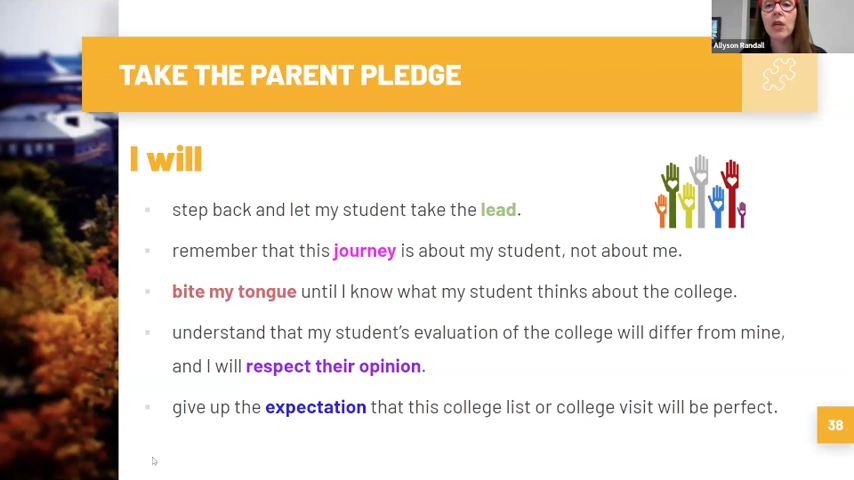 Allyson Randall
TAKE THE PARENT PLEDGE
I will
step back and let my student take the lead.
remember that this journey is about my student, not about me.
bite my tongue until I know what my student thinks about the college.
understand that my student’s evaluation of the college will differ from mine,
and I will respect their opinion.
give up the expectation that this college list or college visit will be perfect.
38